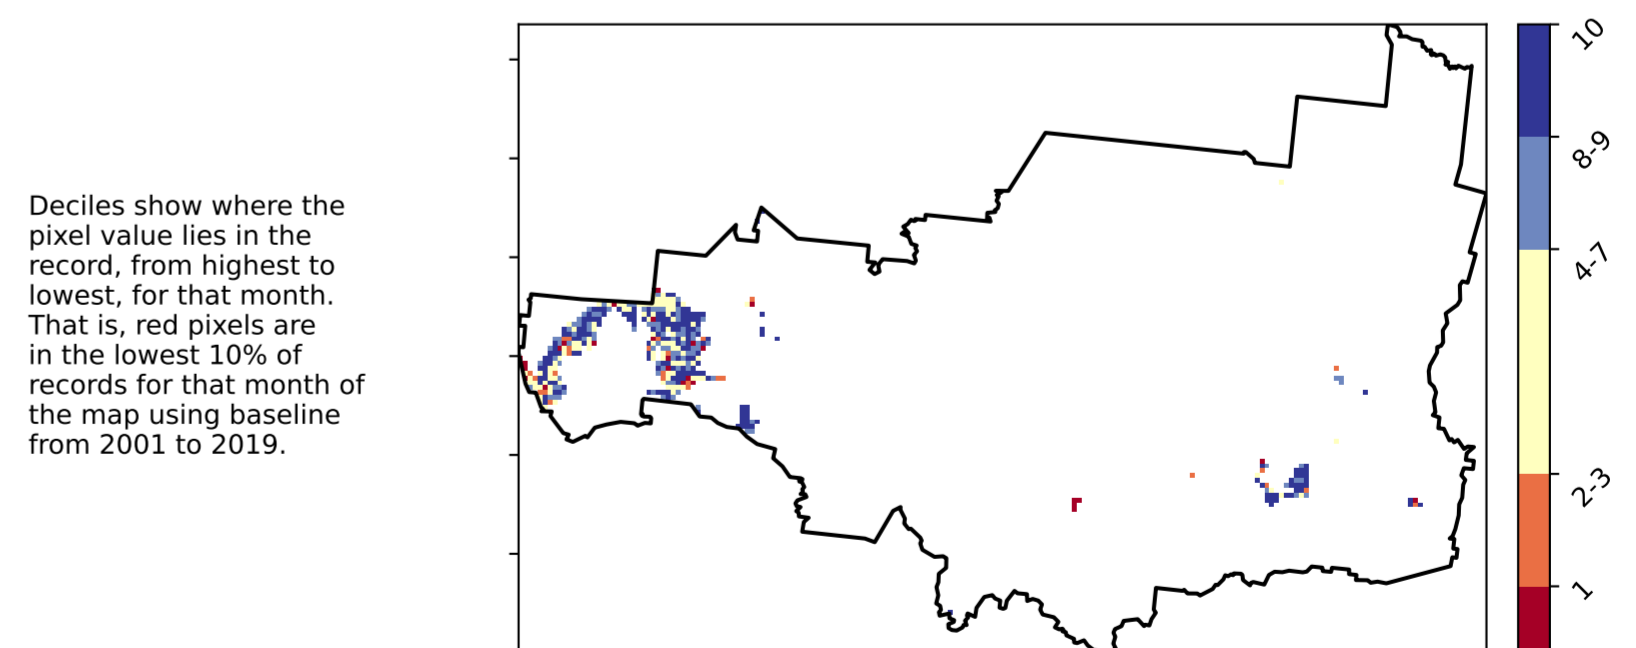 Deciles show where the
pixel value lies in the
record, from highest to
lowest, for that month.
That is, red pixels are
in the lowest 10% of
records for that month of
the map using baseline
from 2001 to 2019.
10
8-9
4-7
2-3
1